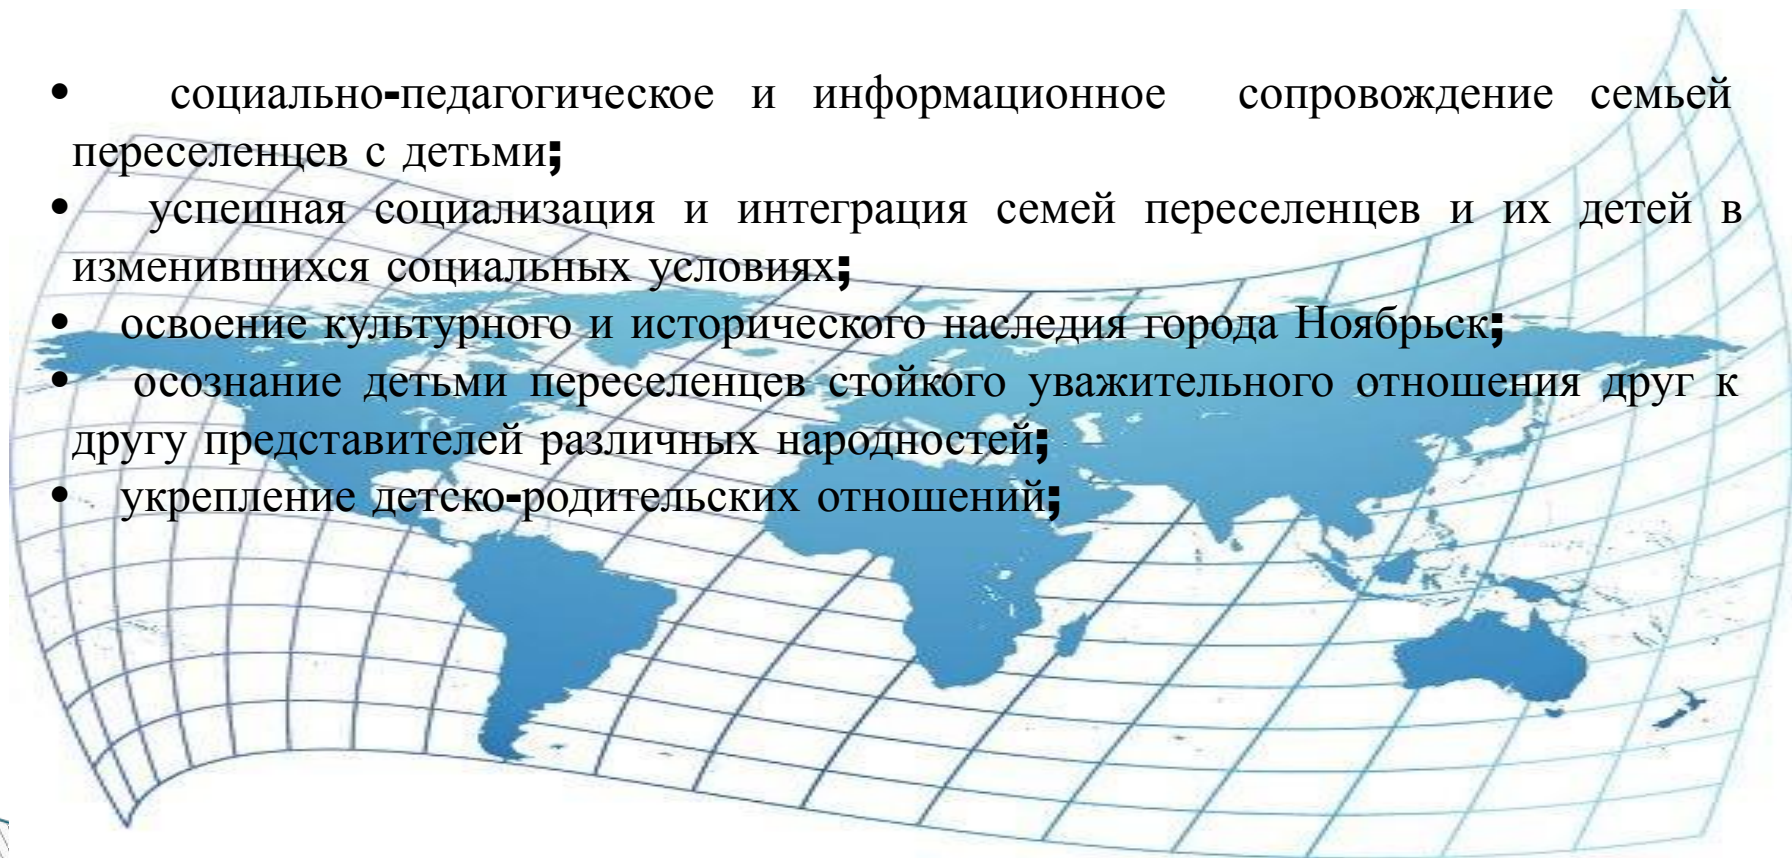 • социально-педагогическое и информационное сопровождение семьей
переселенцев с детьми;
• успешная социализация и интеграция семей переселенцев и их детей в
изменившихся социальных условиях;
• освоение культурного и исторического наследия города Ноябрьск;
• осознание детьми переселенцев стойкого уважительного отношения друг к
другу представителей различных народностей;
• укрепление детско-родительских отношений;